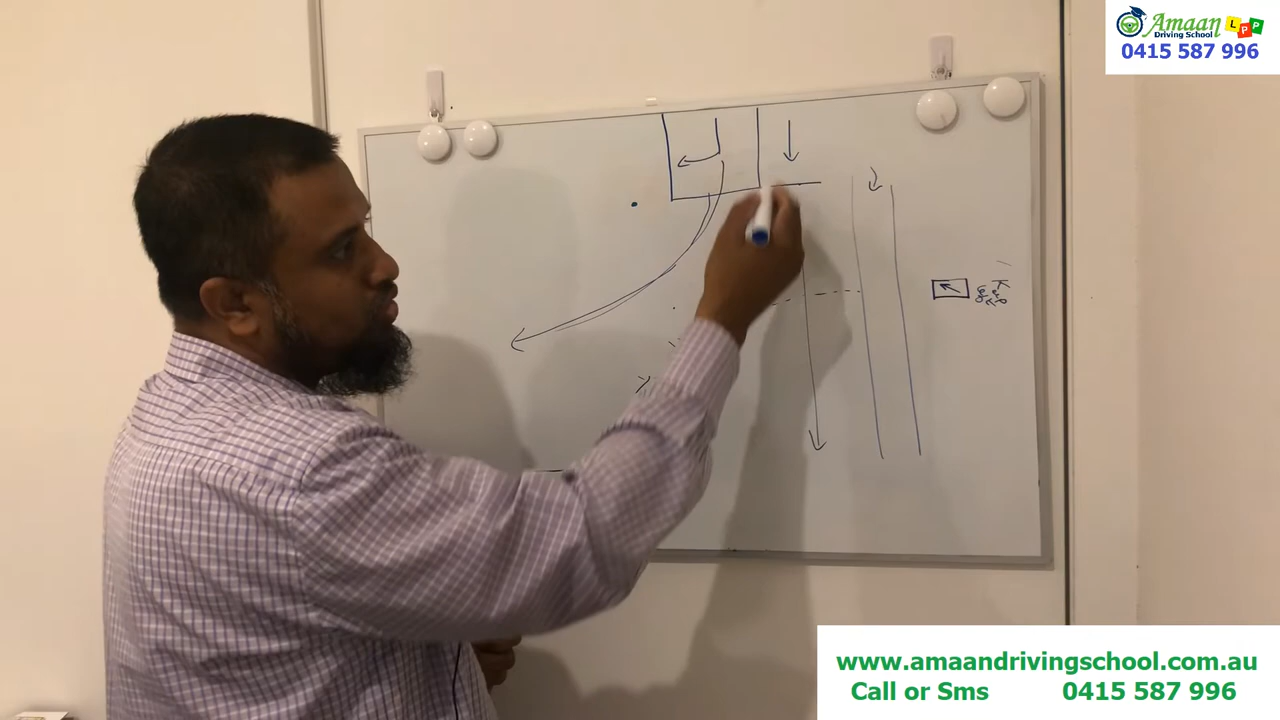 Amaan
Driving School
L P P
0415 587 996
www.amaandrivingschool.com.au
Call or Sms 0415 587 996